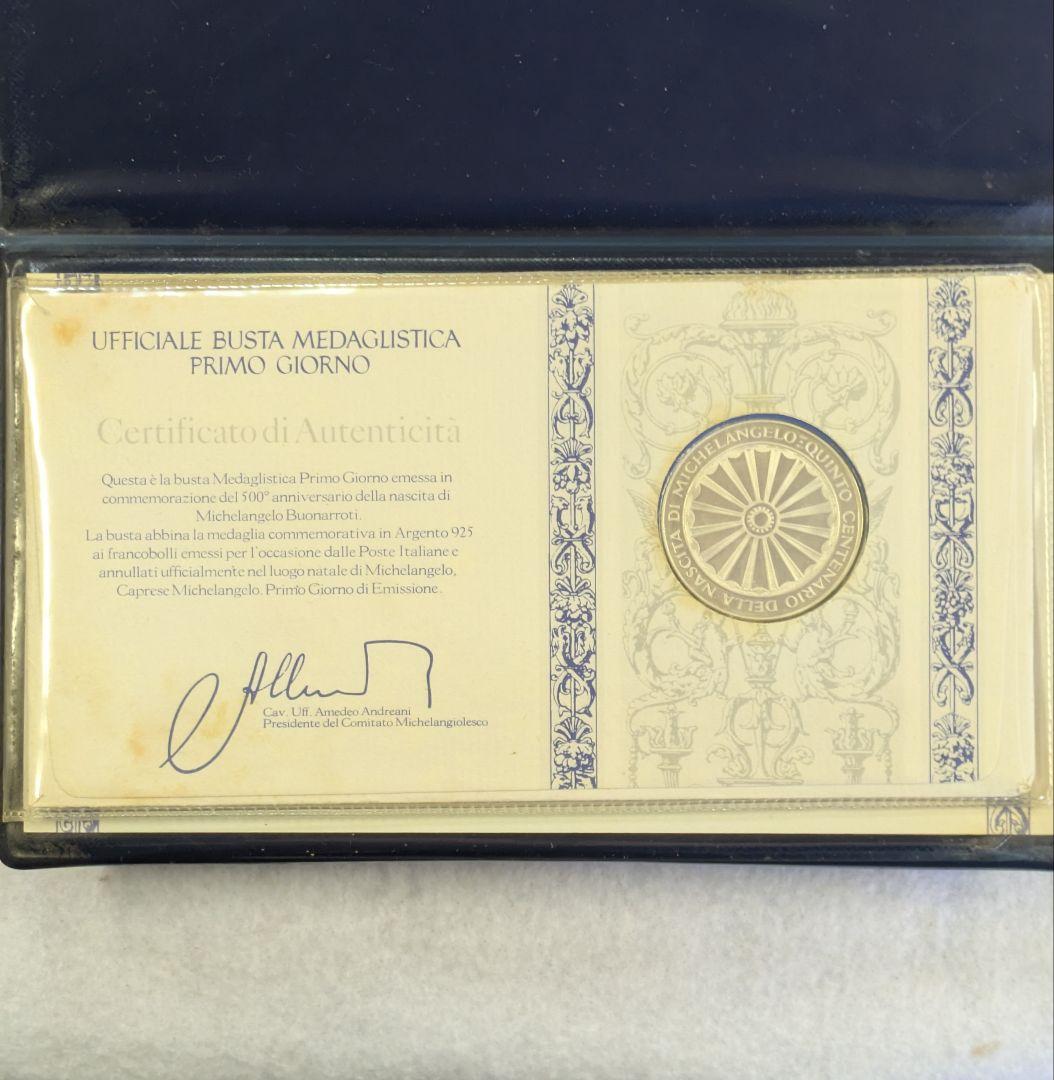 UFFICIALE BUSTA MEDAGLISTICA
PRIMO GIORNO
Certificato di Autenticità
Questa è la busta Medaglistica Primo Giorno emessa in
commemorazione del 500° anniversario della nascita di
Michelangelo Buonarroti.
La busta abbina la medaglia commemorativa in Argento 925
ai francobolli emessi per l'occasione dalle Poste Italiane e
annullati ufficialmente nel luogo natale di Michelangelo,
Caprese Michelangelo. Primo Giorno di Emissione.
Cav. Uff. Amedeo Andreani
Presidente del Comitato Michelangiolesco
QUINTO CENTENARIO DELLA NASCITA DI MICHELANGELO